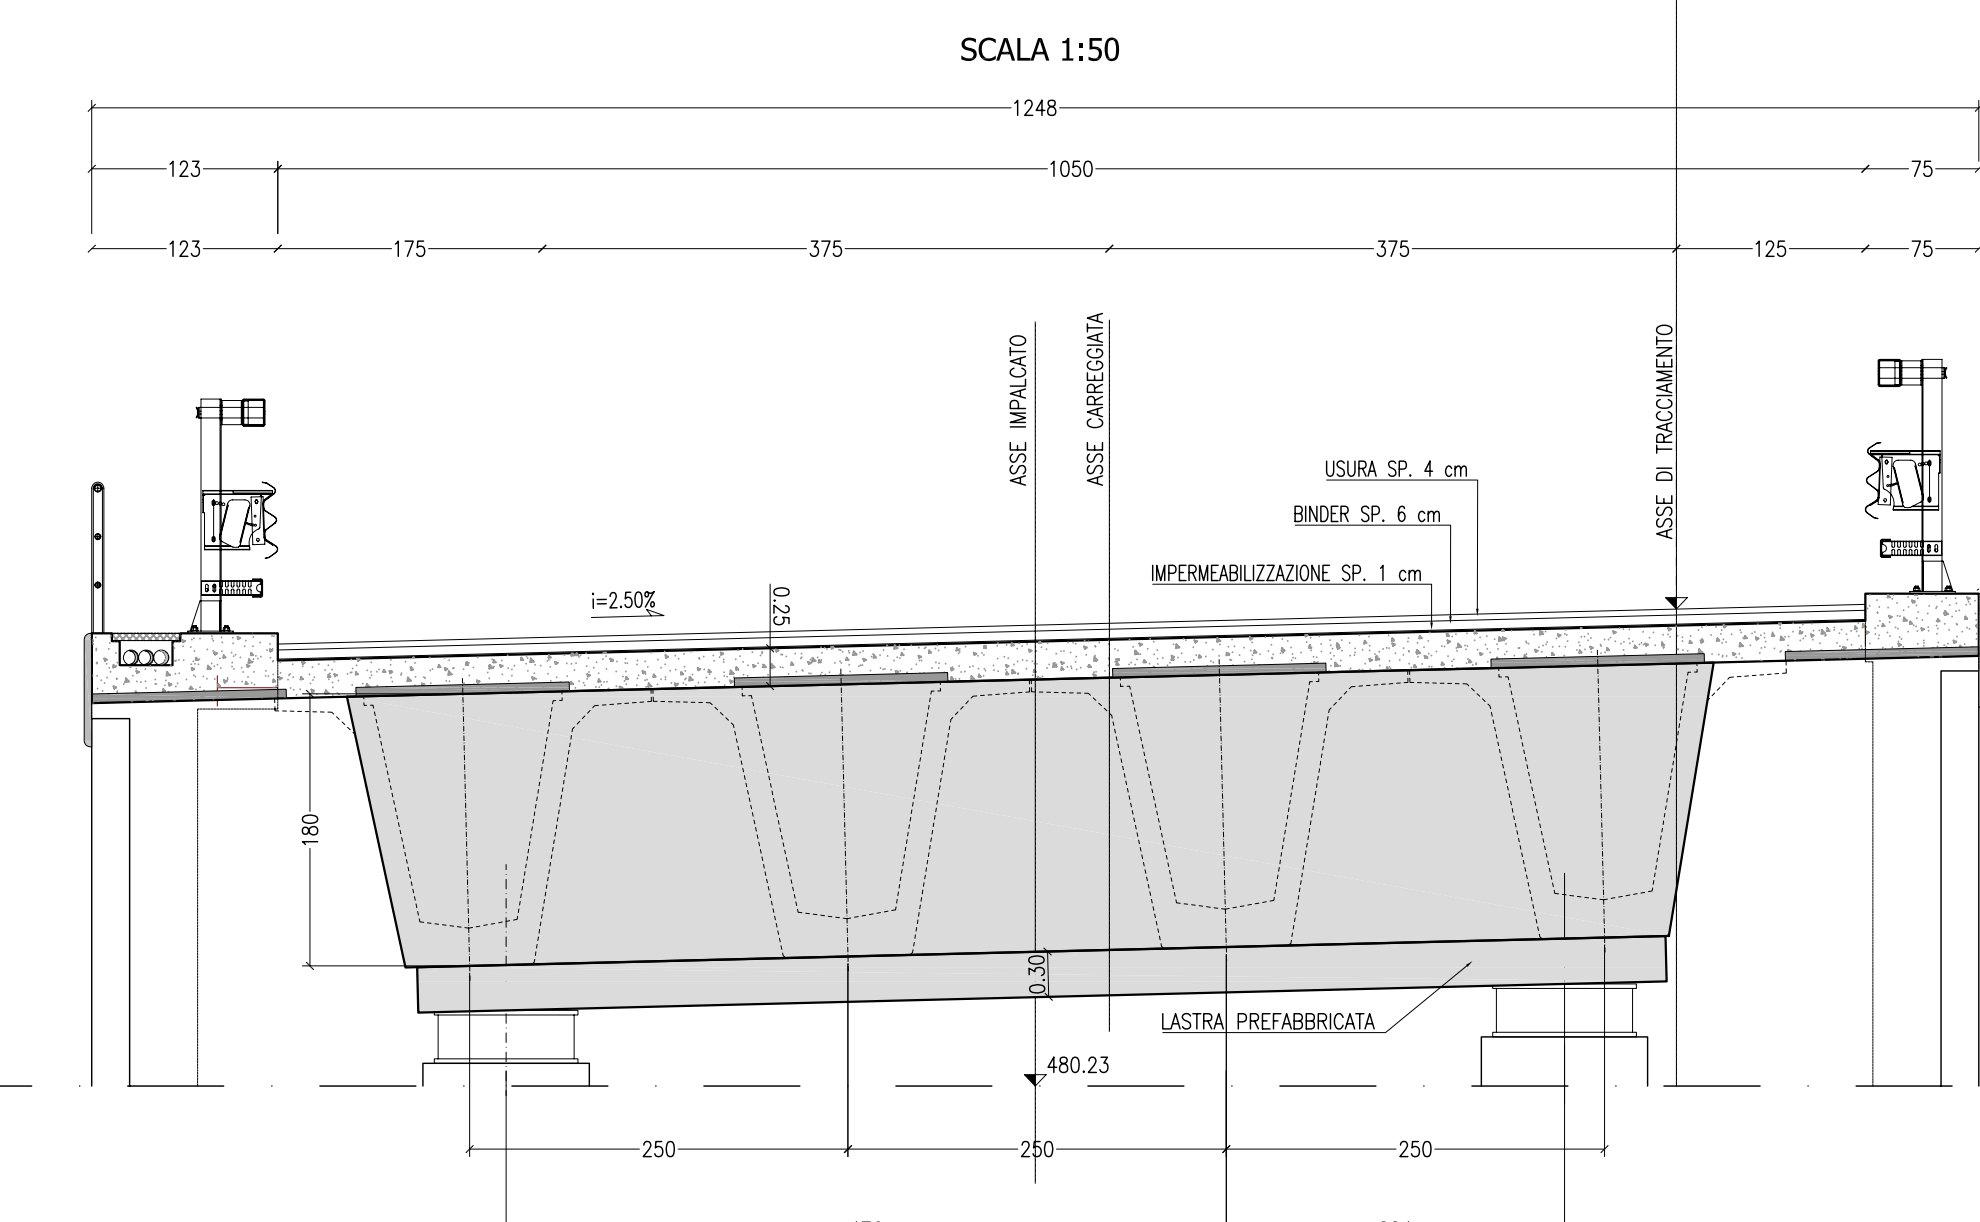 SCALA 1:50
1248
123 1050 75
123 175 375 375 125 75
ASSE IMPALCATO
ASSE CARREGGIATA
ASSE DI TRACCIAMENTO
USURA SP. 4 cm
BINDER SP. 6 cm
IMPERMEABILIZZAZIONE SP. 1 cm
i=2.50%
0.25
180
0.30
LASTRA PREFABBRICATA
480.23
250 250 250